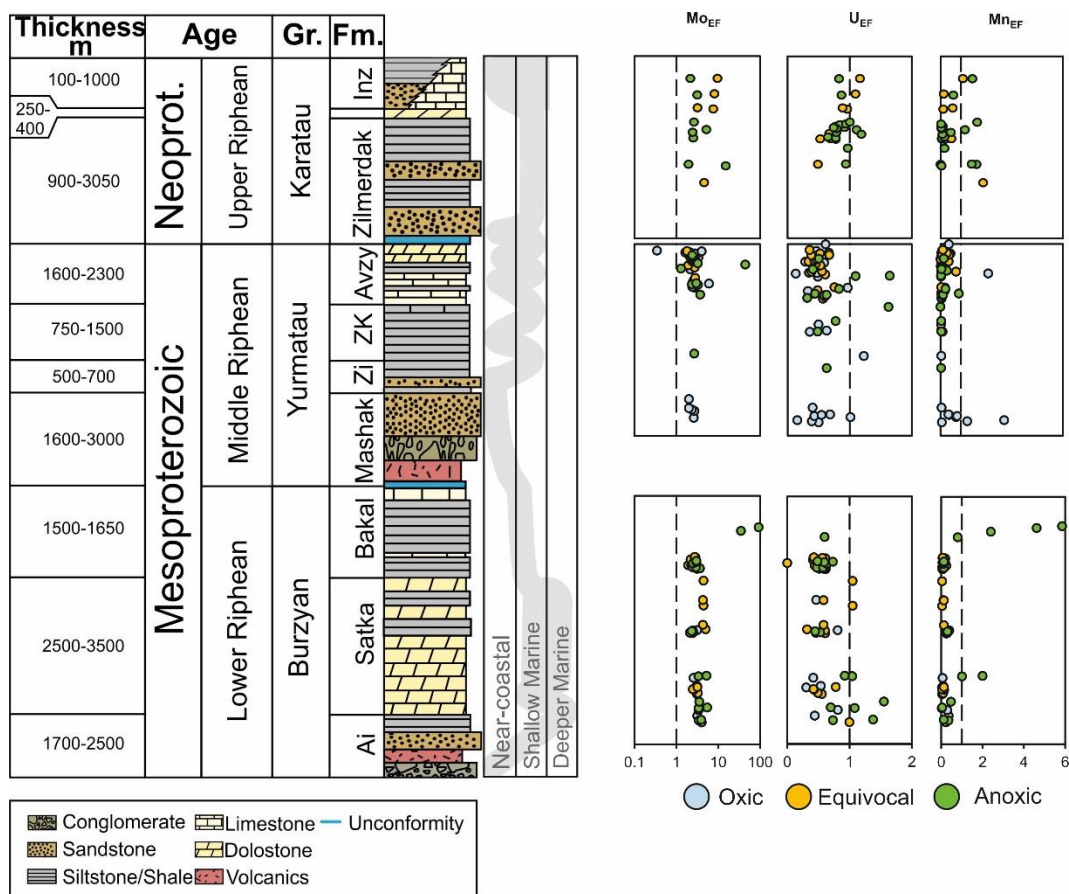 Thickness m
Age
Gr.
Fm.
100-1000
250-
400
900-3050
1600-2300
750-1500
500-700
1600-3000
1500-1650
2500-3500
1700-2500
Neoprot.
Mesoproterozoic
Upper Riphean
Middle Riphean
Lower Riphean
Karatau
Yurmatau
Burzyan
Inz
Zilmerdak
Avzy
ZK
Zi
Mashak
Bakal
Satka
Ai
Near-coastal
Shallow Marine
Deeper Marine
MoEF
UEF
MnEF
0.1 1 10 100
0 1 2
0 2 4 6
Oxic Equivocal Anoxic
Conglomerate Limestone Unconformity
Sandstone Dolostone
Siltstone/Shale Volcanics